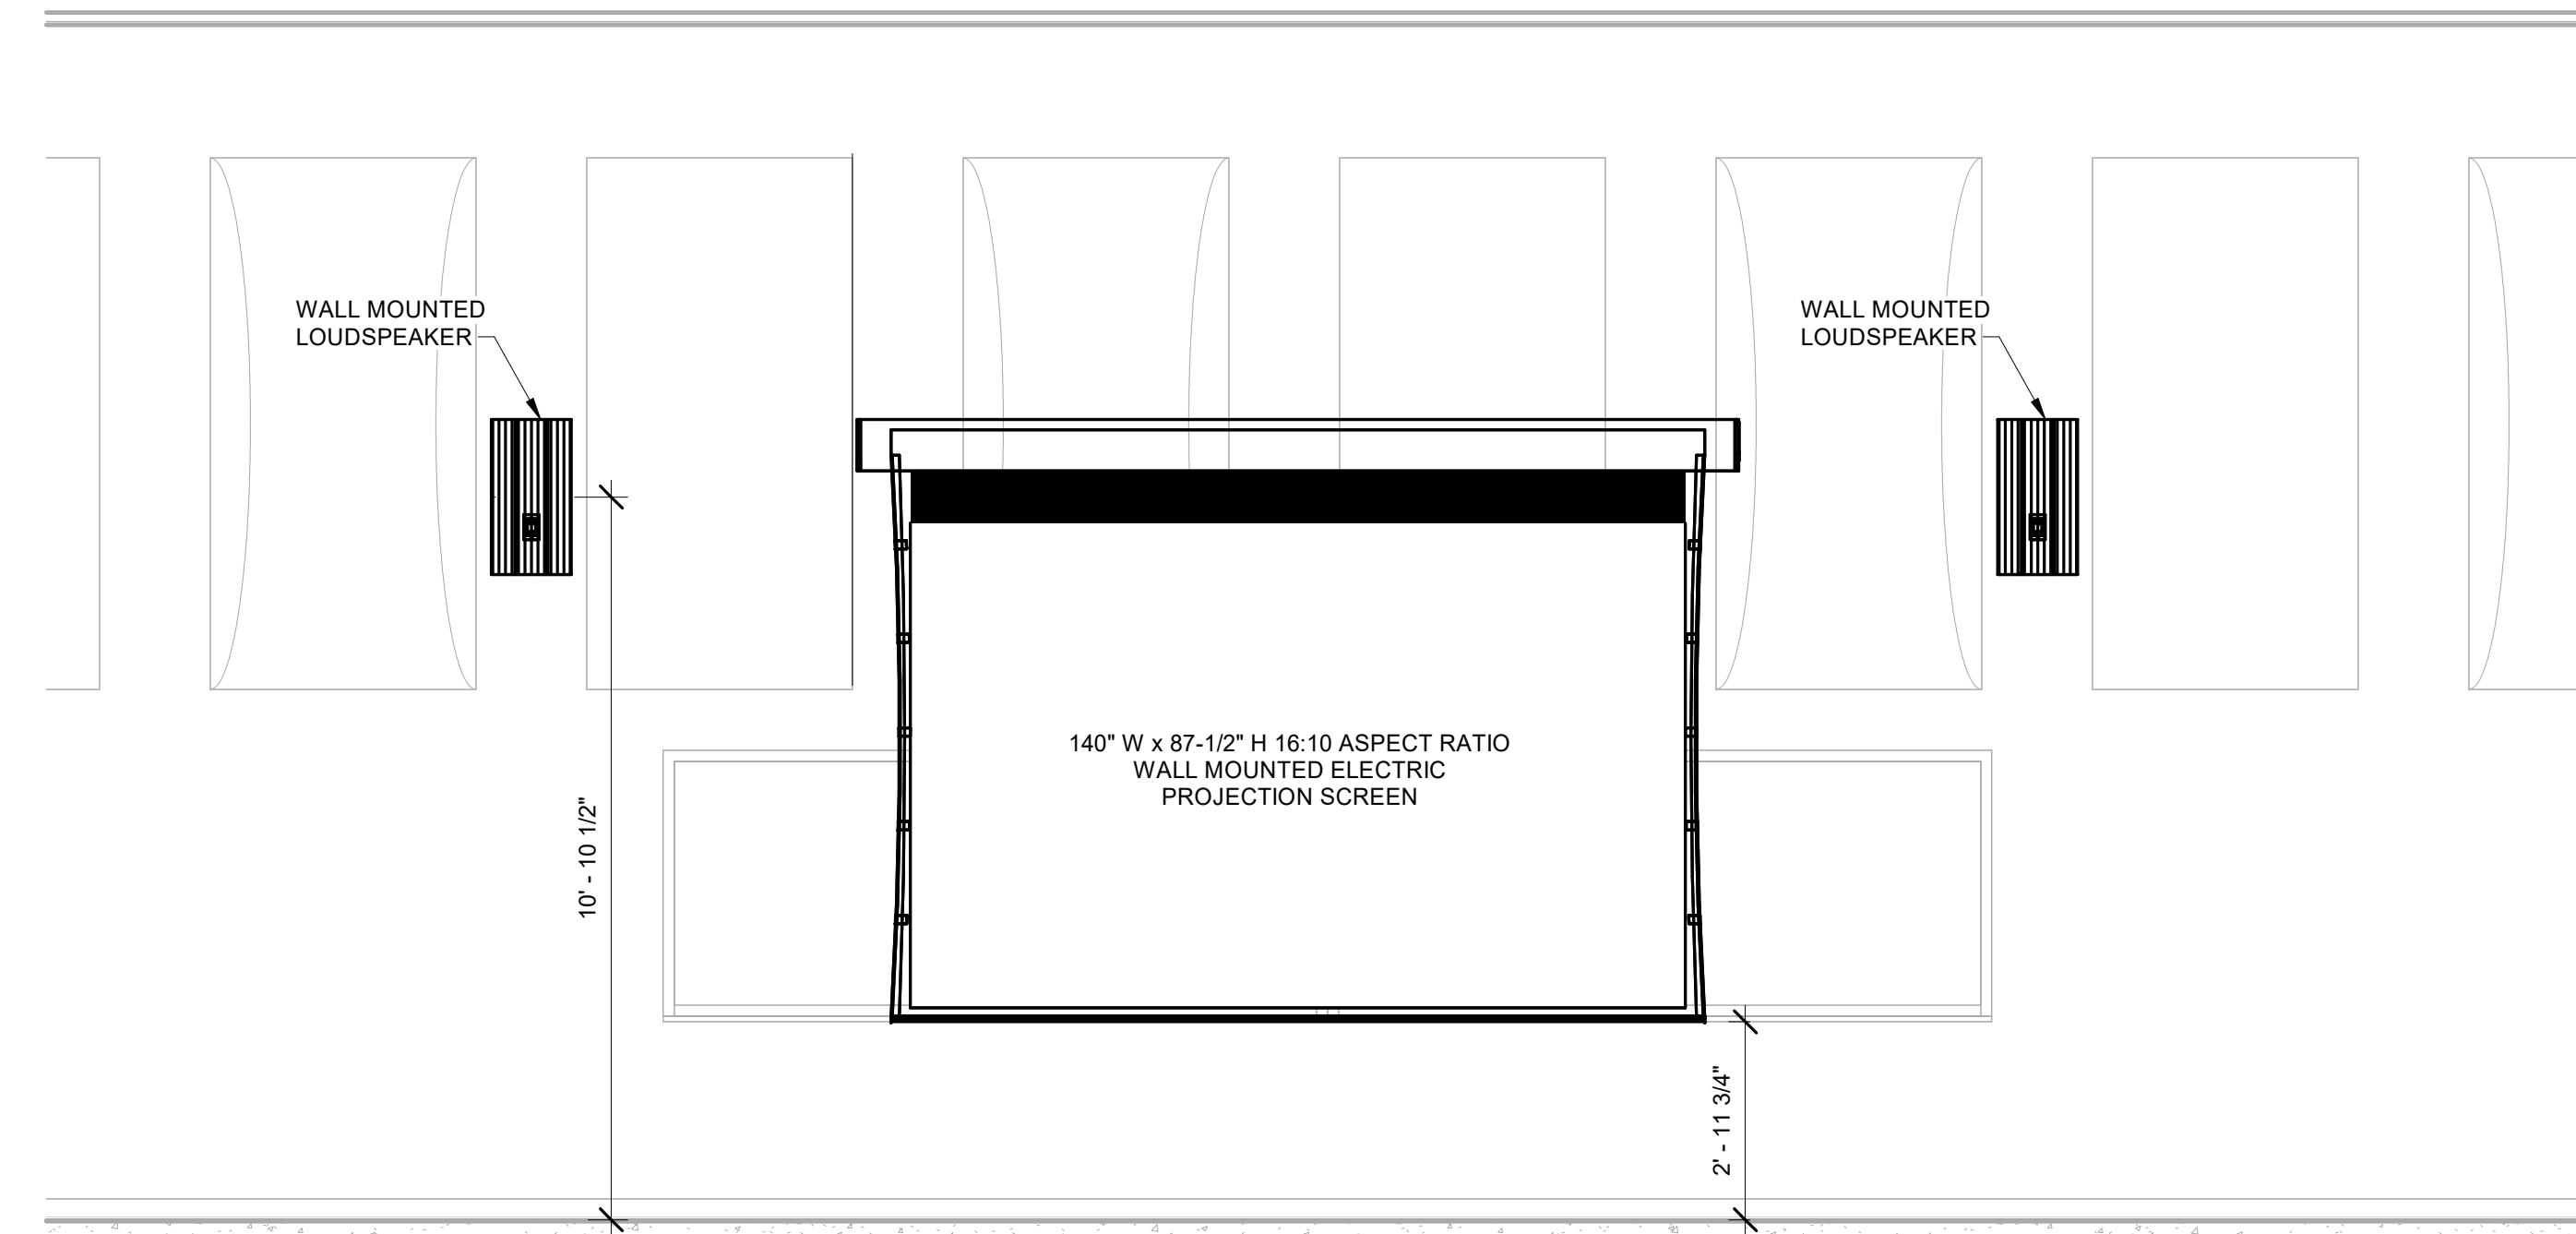 WALL MOUNTED
LOUDSPEAKER
WALL MOUNTED
LOUDSPEAKER
140" W x 87-1/2" H 16:10 ASPECT RATIO
WALL MOUNTED ELECTRIC
PROJECTION SCREEN
10' - 10 1/2"
2' - 11 3/4"